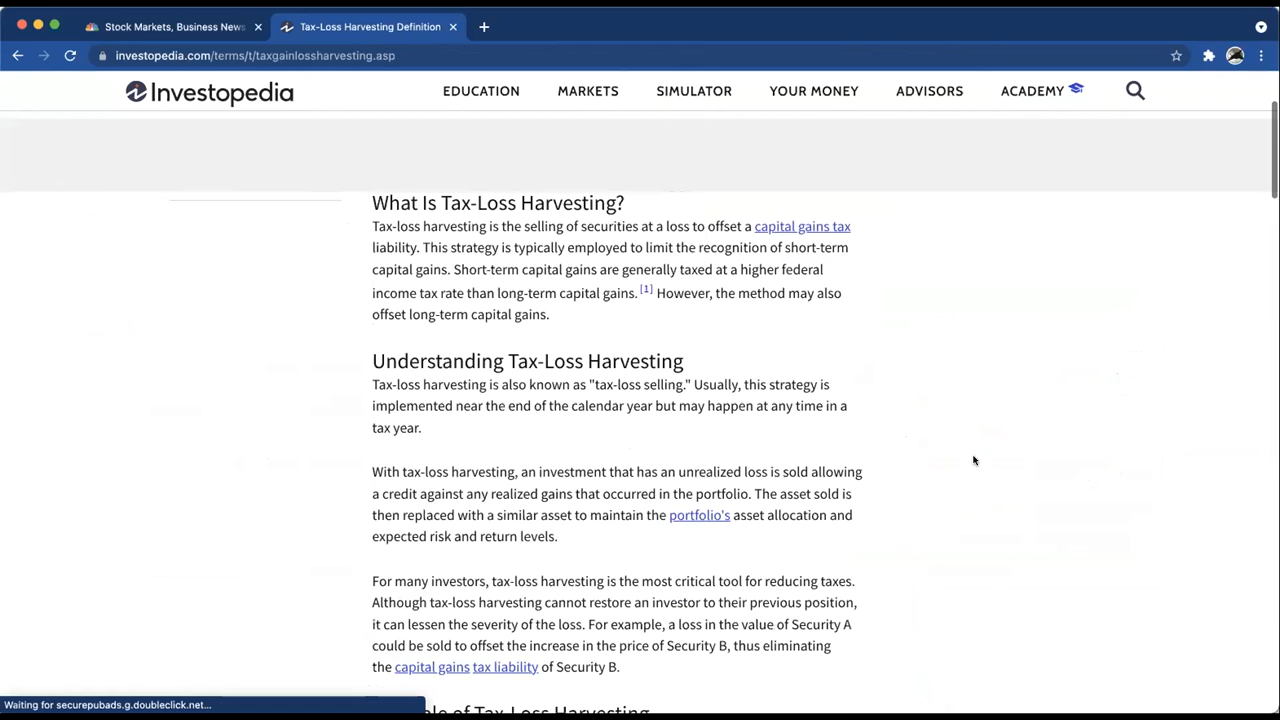 Stock Markets, Business News
Tax-Loss Harvesting Definition
investopedia.com/terms/t/taxgainlossharvesting.asp
Investopedia
EDUCATION
MARKETS
SIMULATOR
YOUR MONEY
ADVISORS
ACADEMY
What Is Tax-Loss Harvesting?
Tax-loss harvesting is the selling of securities at a loss to offset a capital gains tax
liability. This strategy is typically employed to limit the recognition of short-term
capital gains. Short-term capital gains are generally taxed at a higher federal
income tax rate than long-term capital gains. [1] However, the method may also
offset long-term capital gains.
Understanding Tax-Loss Harvesting
Tax-loss harvesting is also known as "tax-loss selling." Usually, this strategy is
implemented near the end of the calendar year but may happen at any time in a
tax year.
With tax-loss harvesting, an investment that has an unrealized loss is sold allowing
a credit against any realized gains that occurred in the portfolio. The asset sold is
then replaced with a similar asset to maintain the portfolio's asset allocation and
expected risk and return levels.
For many investors, tax-loss harvesting is the most critical tool for reducing taxes.
Although tax-loss harvesting cannot restore an investor to their previous position,
it can lessen the severity of the loss. For example, a loss in the value of Security A
could be sold to offset the increase in the price of Security B, thus eliminating
the capital gains tax liability of Security B.
of Tax-Loss Harvesting
Waiting for securepubads.g.doubleclick.net...